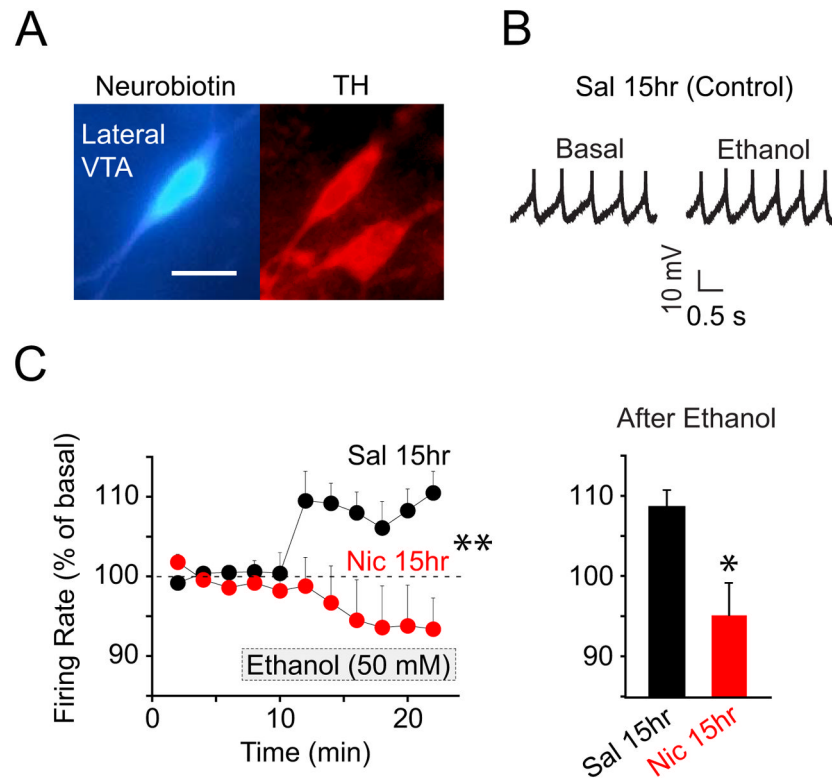 A
Neurobiotin
TH
Lateral
VTA
B
Sal 15hr (Control)
Basal
Ethanol
10 mV
0.5 s
C
Firing Rate (% of basal)
110
100
90
Sal 15hr
Nic 15hr
**
Ethanol (50 mM)
0
10
20
Time (min)
After Ethanol
110
100
90
*
Sal 15hr
Nic 15hr